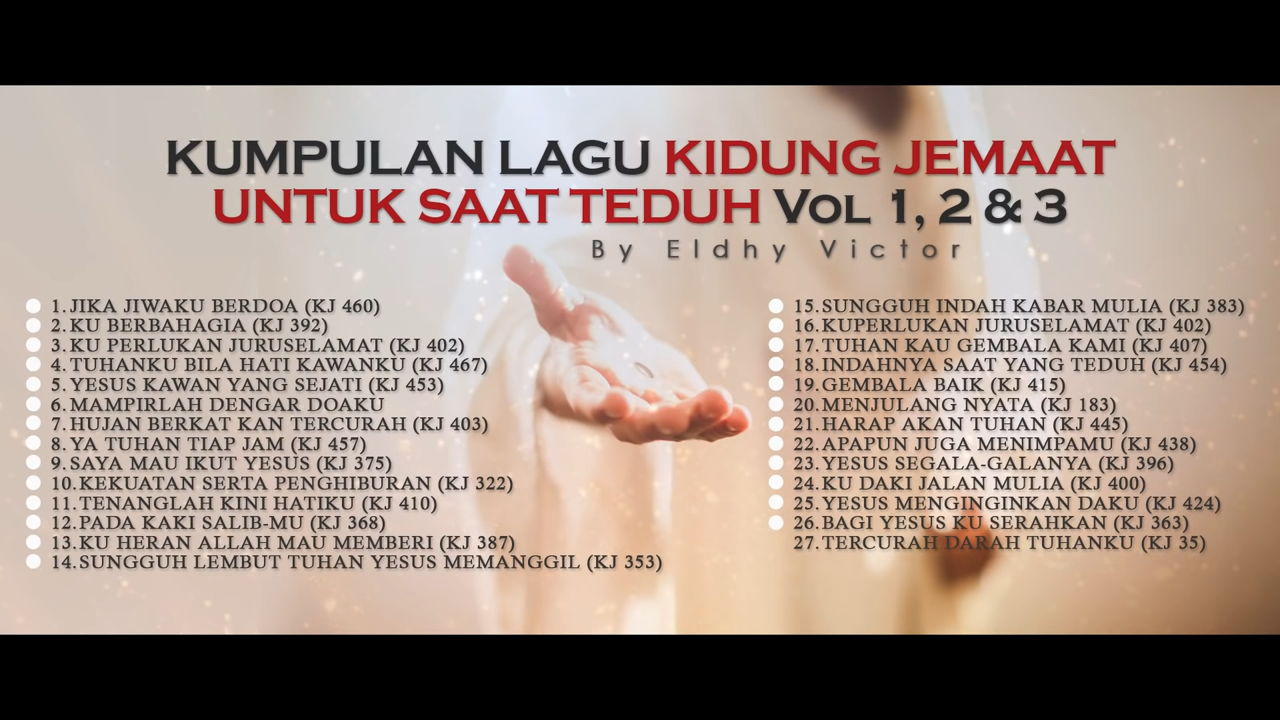 KUMPULAN LAGU KIDUNG JEMAAT
UNTUK SAAT TEDUH VOL 1, 2 & 3
By Eldhy Victor
1. JIKA JIWAKU BERDOA (KJ 460)
2. KU BERBAHAGIA (KJ 392)
3. KU PERLUKAN JURUSELAMAT (KJ 402)
4. TUHANKU BILA HATI KAWANKU (KJ 467)
5. YESUS KAWAN YANG SEJATI (KJ 453)
6. MAMPIRLAH DENGAR DOAKU
7. HUJAN BERKAT KAN TERCURAH (KJ 403)
8. YA TUHAN TIAP JAM (KJ 457)
9. SAYA MAU IKUT YESUS (KJ 375)
10. KEKUATAN SERTA PENGHIBURAN (KJ 322)
11. TENANGLAH KINI HATIKU (KJ 410)
12. PADA KAKI SALIB-MU (KJ 368)
13. KU HERAN ALLAH MAU MEMBERI (KJ 387)
14. SUNGGUH LEMBUT TUHAN YESUS MEMANGGIL (KJ 353)
15. SUNGGUH INDAH KABAR MULIA (KJ 383)
16. KUPERLUKAN JURUSELAMAT (KJ 402)
17. TUHAN KAU GEMBALA KAMI (KJ 407)
18. INDAHNYA SAAT YANG TEDUH (KJ 454)
19. GEMBALA BAIK (KJ 415)
20. MENJULANG NYATA (KJ 183)
21. HARAP AKAN TUHAN (KJ 445)
22. APAPUN JUGA MENIMPAMU (KJ 438)
23. YESUS SEGALA-GALANYA (KJ 396)
24. KU DAKI JALAN MULIA (KJ 400)
25. YESUS MENGINGINKAN DAKU (KJ 424)
26. BAGI YESUS KU SERAHKAN (KJ 363)
27. TERCURAH DARAH TUHANKU (KJ 35)